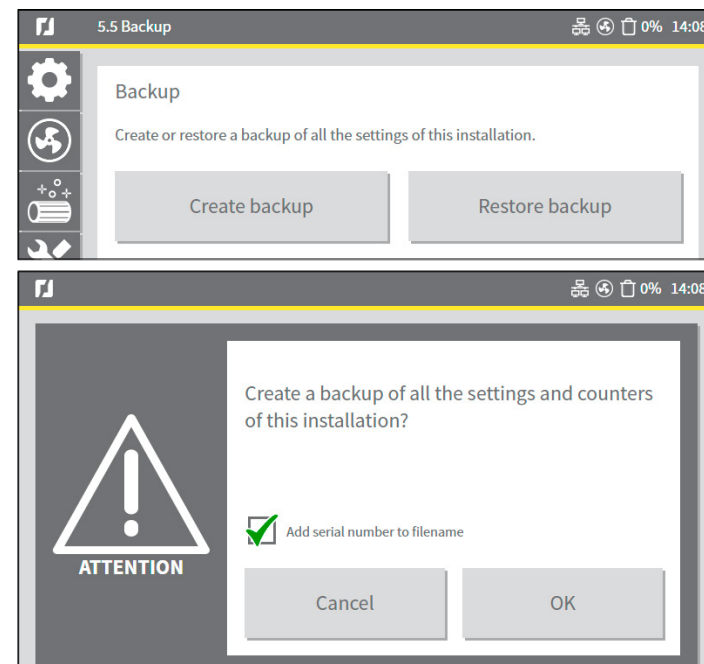 5.5 Backup 0% 14:08
Backup
Create or restore a backup of all the settings of this installation.
Create backup Restore backup
0% 14:08
Create a backup of all the settings and counters
of this installation?
Add serial number to filename
ATTENTION
Cancel OK